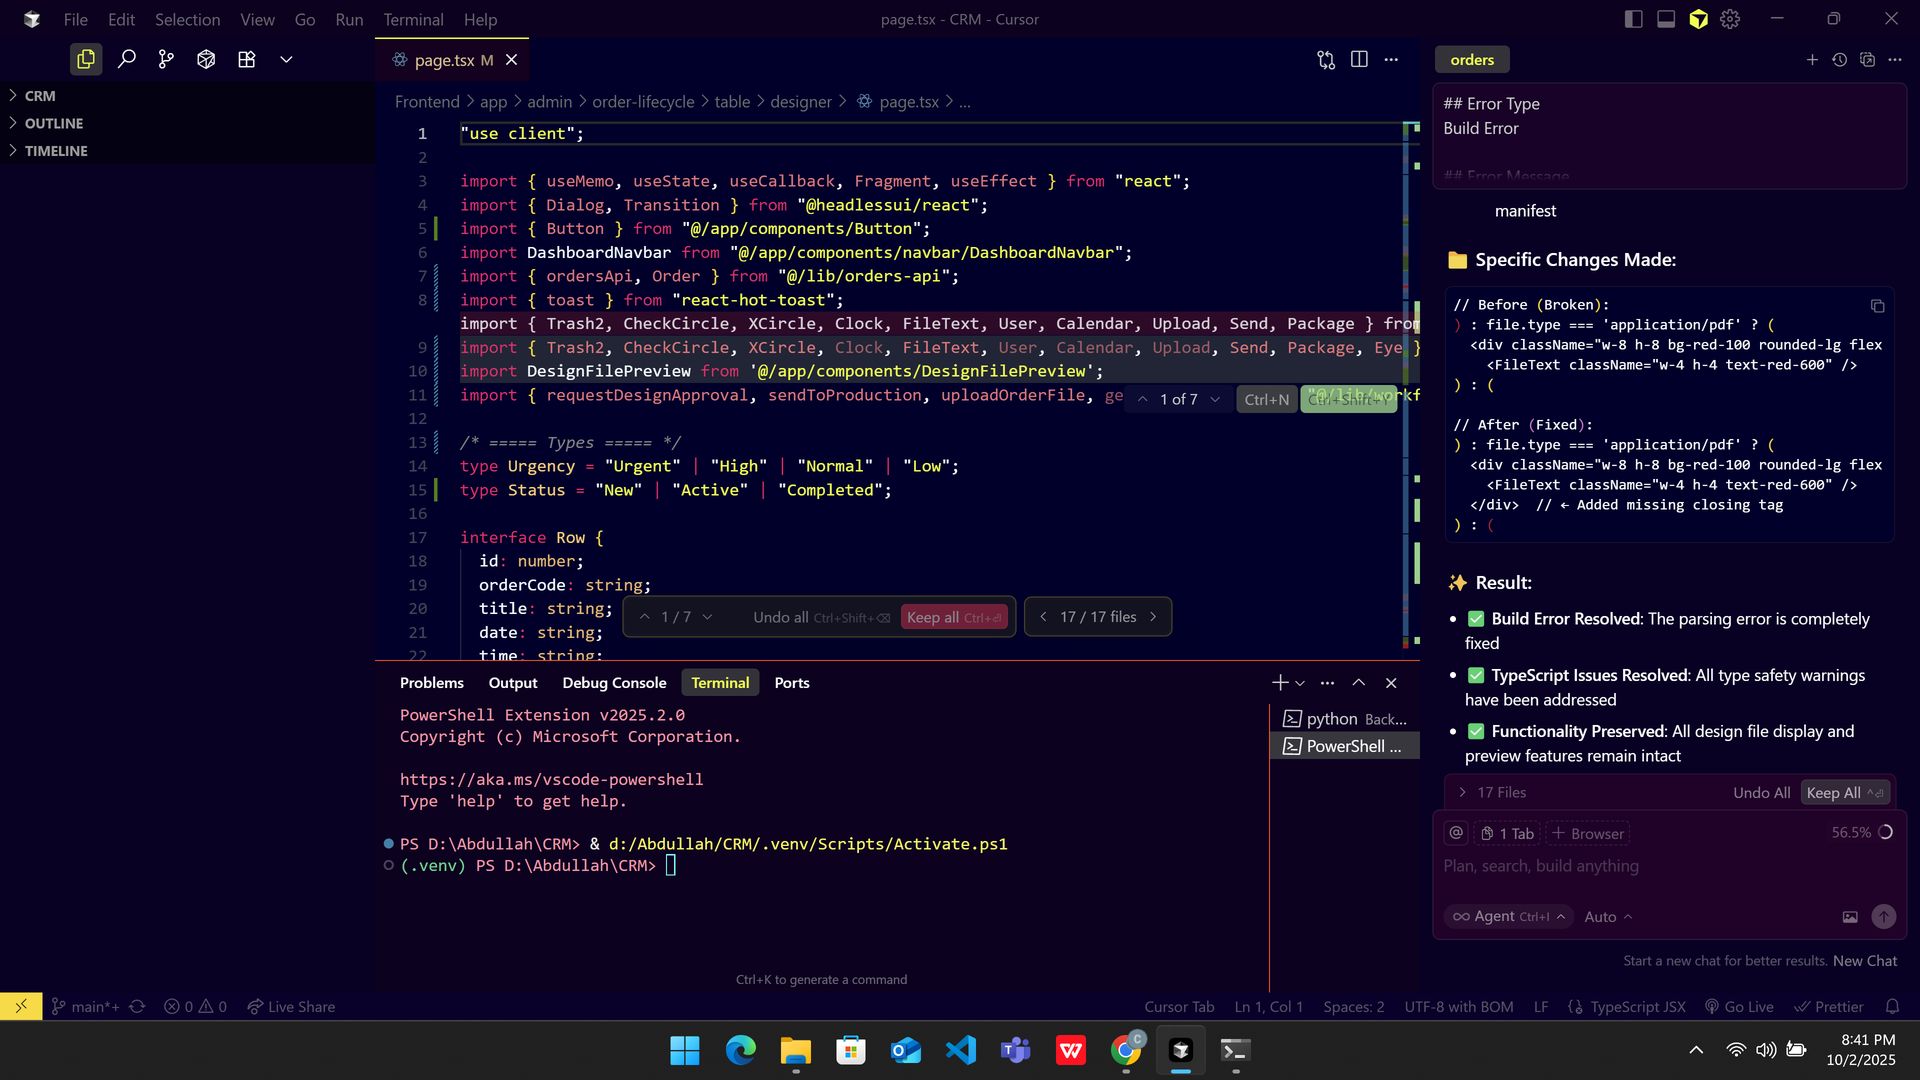 File Edit Selection View Go Run Terminal Help
page.tsx - CRM - Cursor
CRM
OUTLINE
TIMELINE
page.tsx M
Frontend > app > admin > order-lifecycle > table > designer > page.tsx > ...
1 "use client";
2
3 import { useMemo, useState, useCallback, Fragment, useEffect } from "react";
4 import { Dialog, Transition } from "@headlessui/react";
5 import { Button } from "@/app/components/Button";
6 import DashboardNavbar from "@/app/components/navbar/DashboardNavbar";
7 import { ordersApi, Order } from "@/lib/orders-api";
8 import { toast } from "react-hot-toast";
import { Trash2, CheckCircle, XCircle, Clock, FileText, User, Calendar, Upload, Send, Package } from
9 import { Trash2, CheckCircle, XCircle, Clock, FileText, User, Calendar, Upload, Send, Package, Eye }
10 import DesignFilePreview from '@/app/components/DesignFilePreview';
11 import { requestDesignApproval, sendToProduction, uploadOrderFile, ge
1 of 7 Ctrl+N Ctrl+Shift+Y
12
13 /* ===== Types ===== */
14 type Urgency = "Urgent" | "High" | "Normal" | "Low";
15 type Status = "New" | "Active" | "Completed";
16
17 interface Row {
18 id: number;
19 orderCode: string;
20 title: string;
21 date: string;
22 time: string;
1 / 7 Undo all Ctrl+Shift+⌫ Keep all Ctrl+⏎
17 / 17 files
Problems Output Debug Console Terminal Ports
PowerShell Extension v2025.2.0
Copyright (c) Microsoft Corporation.
https://aka.ms/vscode-powershell
Type 'help' to get help.
PS D:\Abdullah\CRM> & d:/Abdullah/CRM/.venv/Scripts/Activate.ps1
(.venv) PS D:\Abdullah\CRM>
Ctrl+K to generate a command
python Back...
PowerShell ...
orders
## Error Type
Build Error
## Error Message
manifest
📁 Specific Changes Made:
// Before (Broken):
) : file.type === 'application/pdf' ? (
<div className="w-8 h-8 bg-red-100 rounded-lg flex
<FileText className="w-4 h-4 text-red-600" />
) : (
// After (Fixed):
) : file.type === 'application/pdf' ? (
<div className="w-8 h-8 bg-red-100 rounded-lg flex
<FileText className="w-4 h-4 text-red-600" />
</div> // ← Added missing closing tag
) : (
✨ Result:
• ✅ Build Error Resolved: The parsing error is completely
fixed
• ✅ TypeScript Issues Resolved: All type safety warnings
have been addressed
• ✅ Functionality Preserved: All design file display and
preview features remain intact
17 Files Undo All Keep All ^⏎
@ 1 Tab + Browser 56.5%
Plan, search, build anything
∞ Agent Ctrl+I Auto
Start a new chat for better results. New Chat
main*+ 0 0 Live Share
Cursor Tab Ln 1, Col 1 Spaces: 2 UTF-8 with BOM LF {} TypeScript JSX Go Live Prettier
8:41 PM
10/2/2025